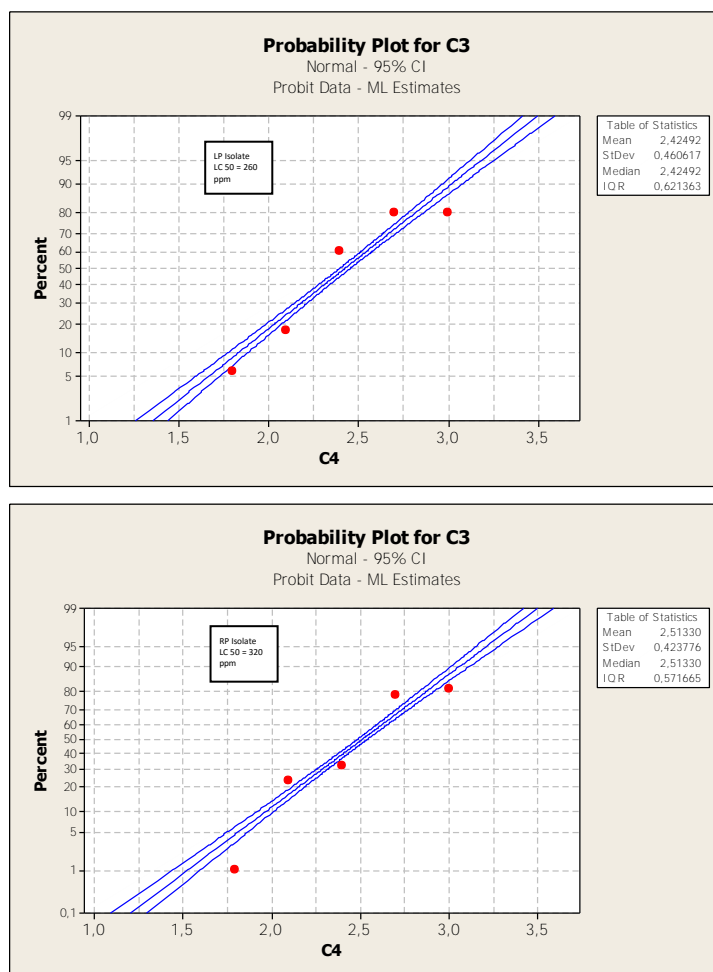 Probability Plot for C3
Normal - 95% CI
Probit Data - ML Estimates
99
95
90
80
70
60
50
40
30
20
10
5
1
Percent
LP Isolate
LC 50 = 260
ppm
Table of Statistics
Mean 2,42492
StDev 0,460617
Median 2,42492
IQR 0,621363
1,0 1,5 2,0 2,5 3,0 3,5
C4
Probability Plot for C3
Normal - 95% CI
Probit Data - ML Estimates
99
95
90
80
70
60
50
40
30
20
10
5
1
0,1
Percent
RP Isolate
LC 50 = 320
ppm
Table of Statistics
Mean 2,51330
StDev 0,423776
Median 2,51330
IQR 0,571665
1,0 1,5 2,0 2,5 3,0 3,5
C4